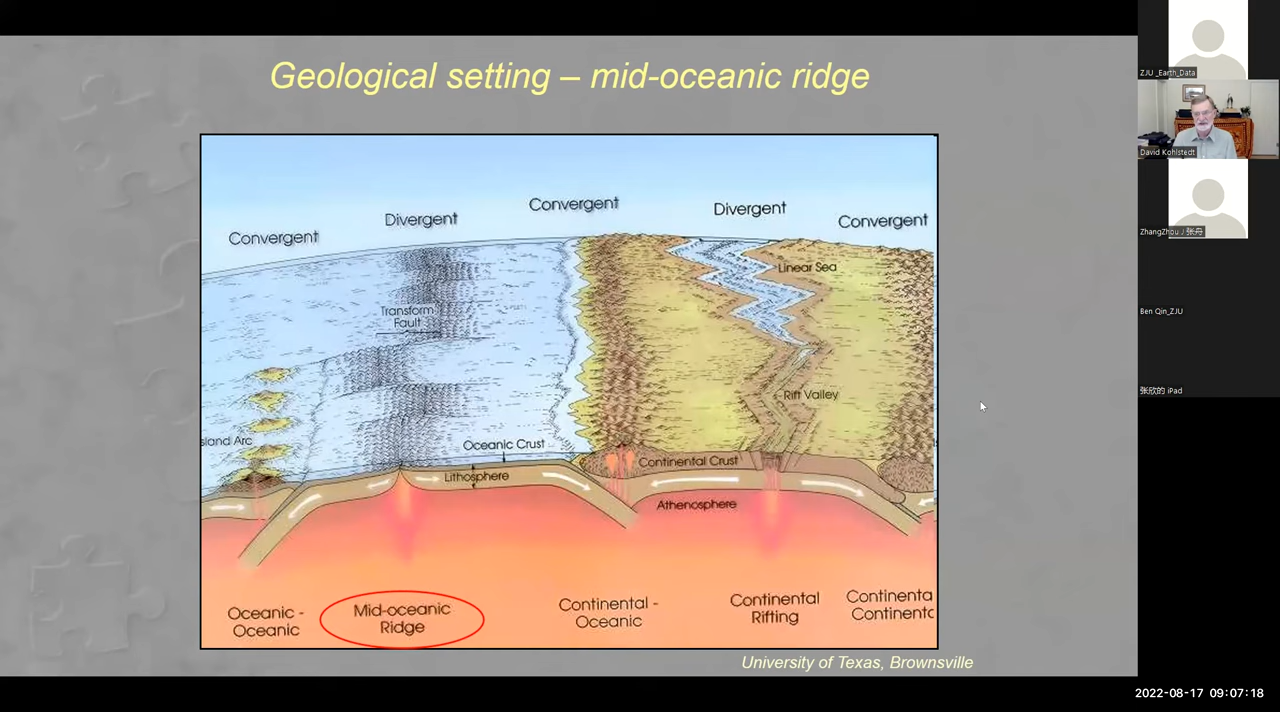 Geological setting – mid-oceanic ridge
Convergent
Divergent
Convergent
Divergent
Convergent
Linear Sea
Transform
Fault
Rift Valley
sland Arc
Oceanic Crust
Continental Crust
Lithosphere
Athenosphere
Oceanic -
Oceanic
Mid-oceanic
Ridge
Continental -
Oceanic
Continental
Rifting
Continenta
Continento
University of Texas, Brownsville
ZJU _Earth_Data
David Kohlstedt
ZhangZhou J 张舟
Ben Qin_ZJU
张欣的 iPad
2022-08-17 09:07:18